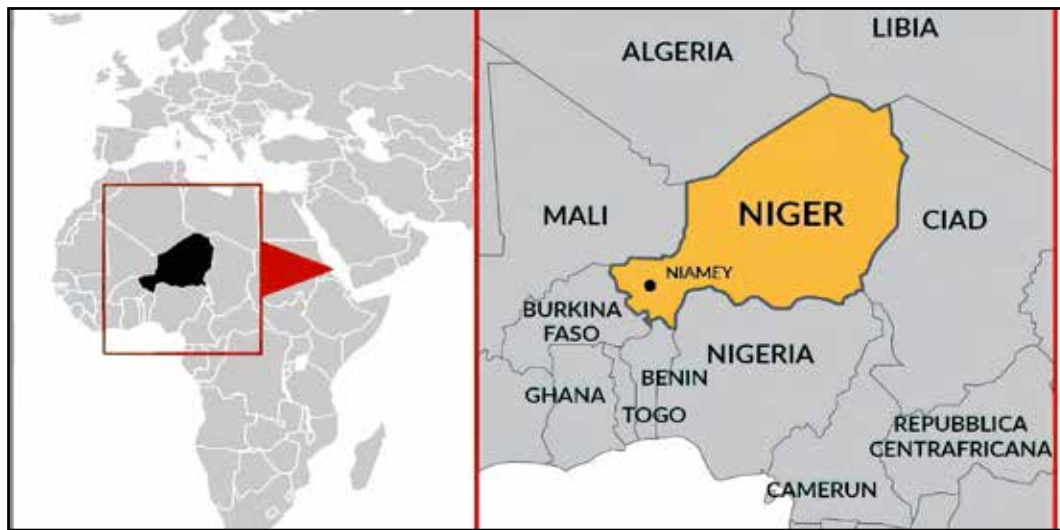 LIBIA
ALGERIA
NIGER
MALI
CIAD
NIAMEY
BURKINA
FASO
NIGERIA
BENIN
GHANA
TOGO
REPUBBLICA
CENTRAFRICANA
CAMERUN